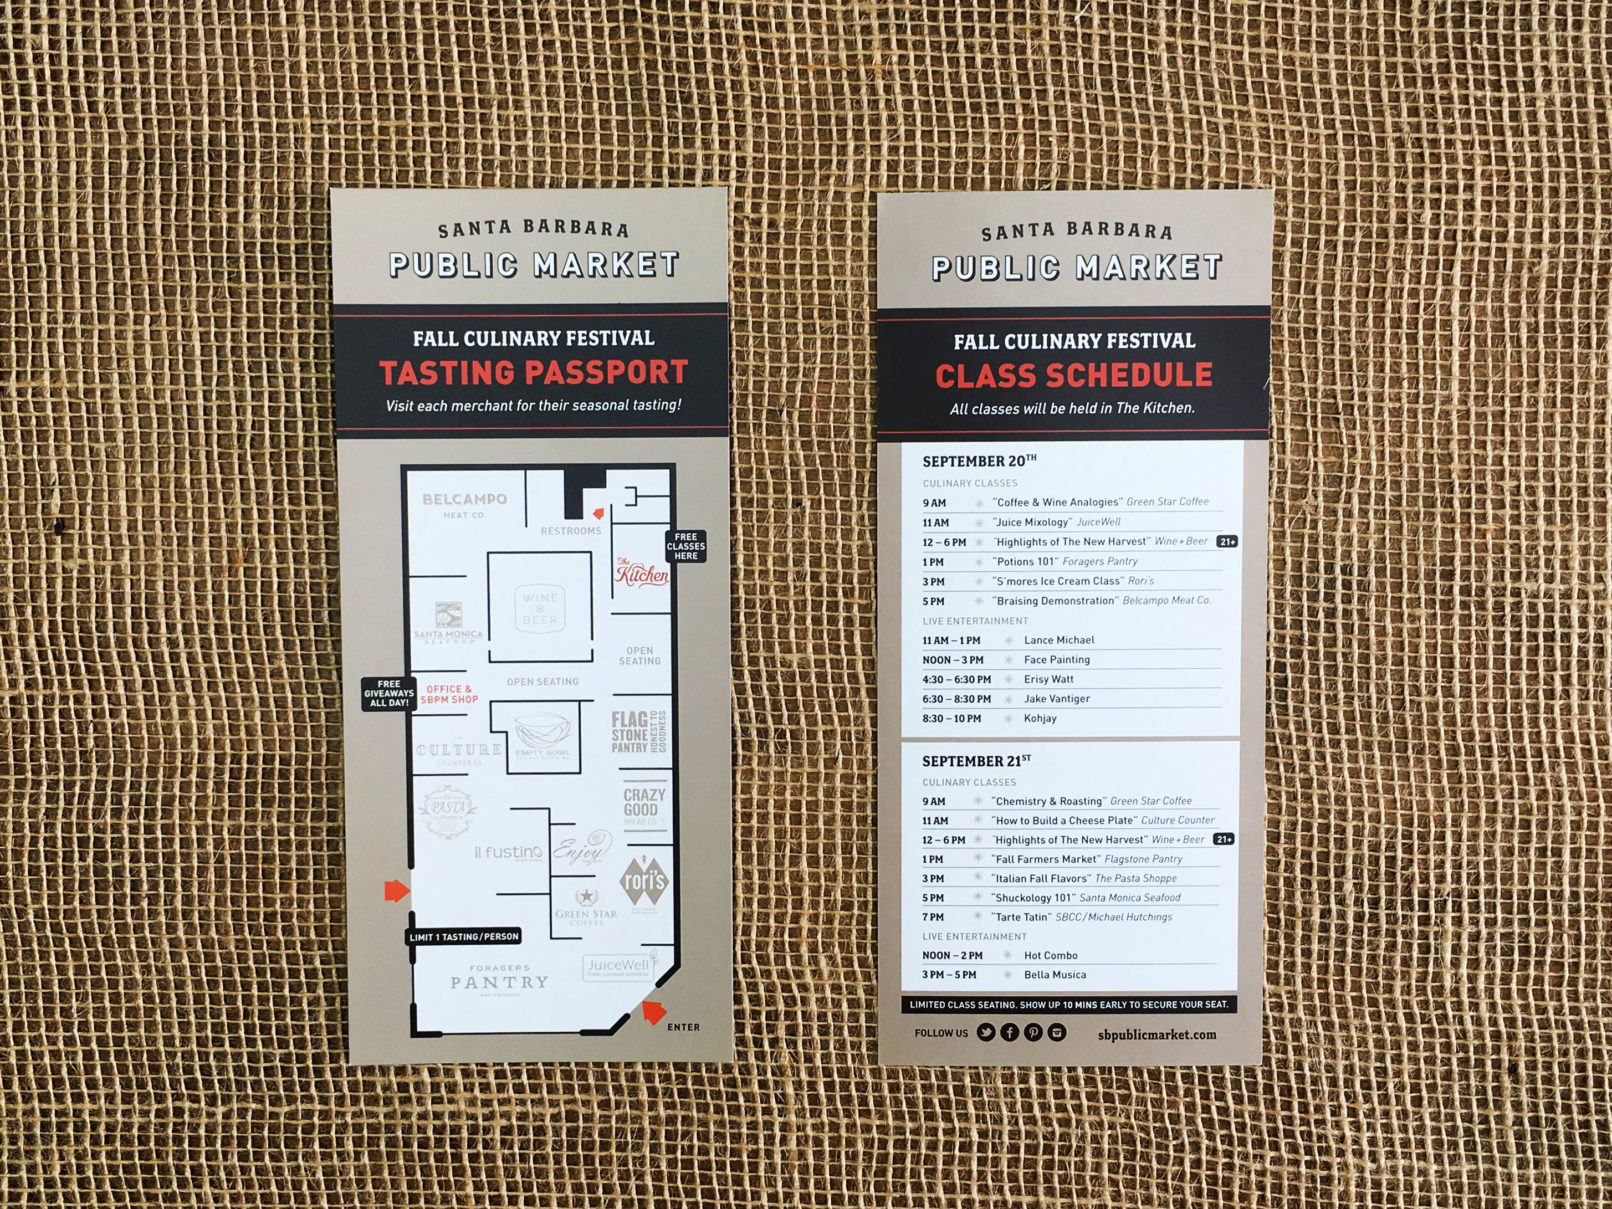 SANTA BARBARA
PUBLIC MARKET
FALL CULINARY FESTIVAL
TASTING PASSPORT
Visit each merchant for their seasonal tasting!
BELCAMPO
MEAT CO
RESTROOMS
FREE
CLASSES
HERE
The
Kitchen
WINE
BEER
SANTA MONICA
SEAFOOD
OPEN
SEATING
FREE
GIVEAWAYS
ALL DAY!
OFFICE &
SBPM SHOP
OPEN SEATING
FLAG
STONE
PANTRY
HONEST TO
GOODNESS
THE
CULTURE
COUNTER CO
EMPTY BOWL
The
PASTA
Shoppe
CRAZY
GOOD
BREAD CO.™
il fustino
Enjoy
rori's
GREEN STAR
COFFEE
LIMIT 1 TASTING/PERSON
FORAGERS
PANTRY
SANTA BARBARA
JuiceWell
ENTER
SANTA BARBARA
PUBLIC MARKET
FALL CULINARY FESTIVAL
CLASS SCHEDULE
All classes will be held in The Kitchen.
SEPTEMBER 20TH
CULINARY CLASSES
9 AM "Coffee & Wine Analogies" Green Star Coffee
11 AM "Juice Mixology" JuiceWell
12 – 6 PM "Highlights of The New Harvest" Wine + Beer 21+
1 PM "Potions 101" Foragers Pantry
3 PM "S'mores Ice Cream Class" Rori's
5 PM "Braising Demonstration" Belcampo Meat Co.
LIVE ENTERTAINMENT
11 AM – 1 PM Lance Michael
NOON – 3 PM Face Painting
4:30 – 6:30 PM Erisy Watt
6:30 – 8:30 PM Jake Vantiger
8:30 – 10 PM Kohjay
SEPTEMBER 21ST
CULINARY CLASSES
9 AM "Chemistry & Roasting" Green Star Coffee
11 AM "How to Build a Cheese Plate" Culture Counter
12 – 6 PM "Highlights of The New Harvest" Wine + Beer 21+
1 PM "Fall Farmers Market" Flagstone Pantry
3 PM "Italian Fall Flavors" The Pasta Shoppe
5 PM "Shuckology 101" Santa Monica Seafood
7 PM "Tarte Tatin" SBCC/Michael Hutchings
LIVE ENTERTAINMENT
NOON – 2 PM Hot Combo
3 PM – 5 PM Bella Musica
LIMITED CLASS SEATING. SHOW UP 10 MINS EARLY TO SECURE YOUR SEAT.
FOLLOW US
sbpublicmarket.com